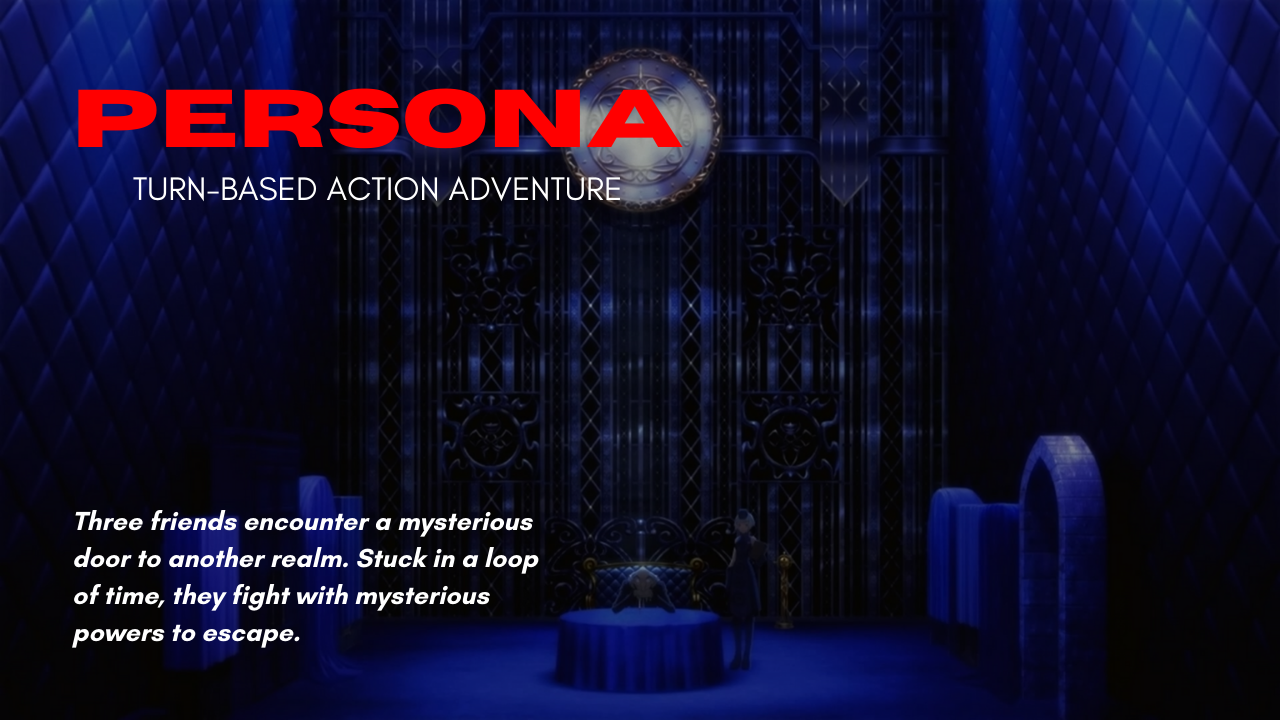 PERSONA
TURN-BASED ACTION ADVENTURE
Three friends encounter a mysterious
door to another realm. Stuck in a loop
of time, they fight with mysterious
powers to escape.